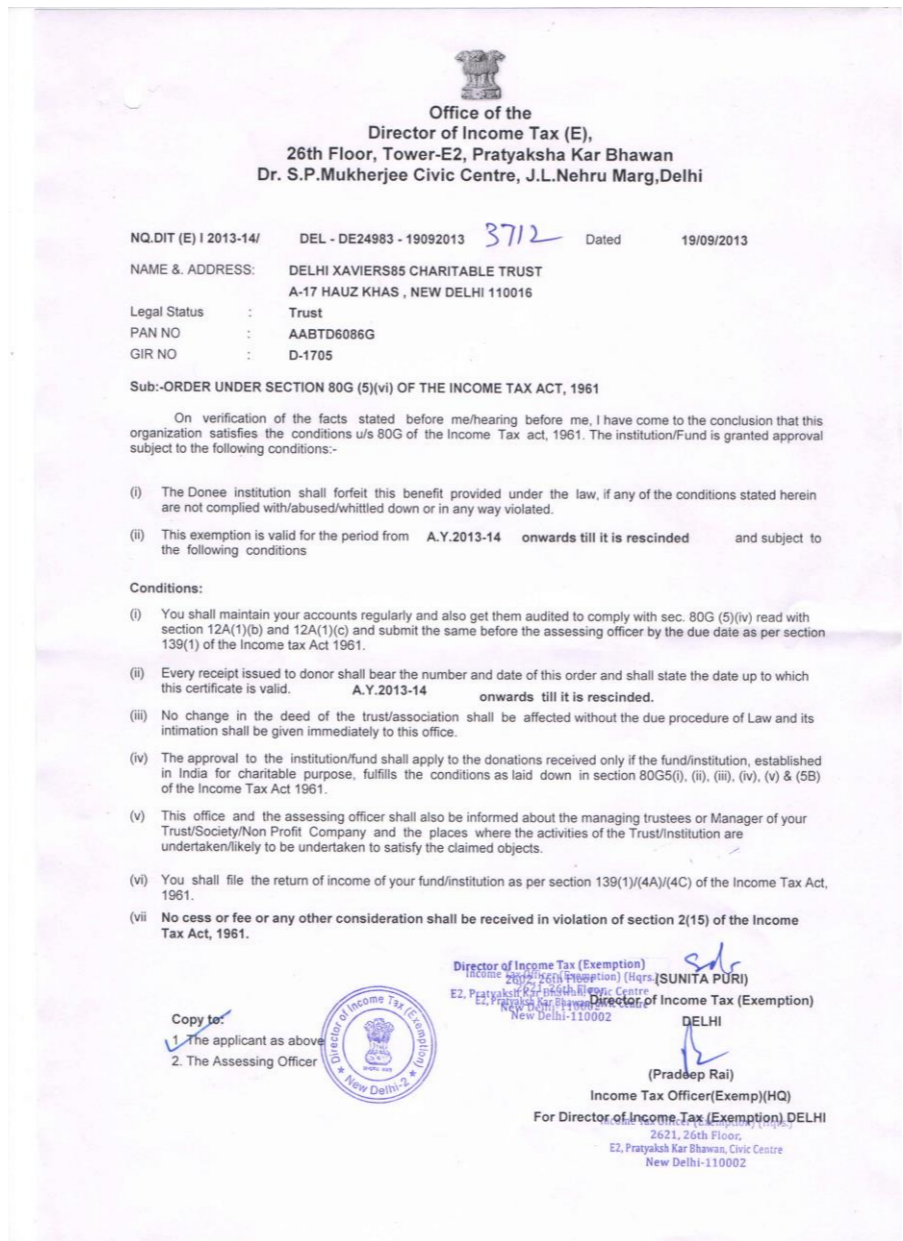 Office of the
Director of Income Tax (E),
26th Floor, Tower-E2, Pratyaksha Kar Bhawan
Dr. S.P.Mukherjee Civic Centre, J.L.Nehru Marg,Delhi
NQ.DIT (E) I 2013-14/ DEL - DE24983 - 19092013 3712 Dated 19/09/2013
NAME &. ADDRESS: DELHI XAVIERS85 CHARITABLE TRUST
A-17 HAUZ KHAS , NEW DELHI 110016
Legal Status : Trust
PAN NO : AABTD6086G
GIR NO : D-1705
Sub:-ORDER UNDER SECTION 80G (5)(vi) OF THE INCOME TAX ACT, 1961
On verification of the facts stated before me/hearing before me, I have come to the conclusion that this
organization satisfies the conditions u/s 80G of the Income Tax act, 1961. The institution/Fund is granted approval
subject to the following conditions:-
(i) The Donee institution shall forfeit this benefit provided under the law, if any of the conditions stated herein
are not complied with/abused/whittled down or in any way violated.
(ii) This exemption is valid for the period from A.Y.2013-14 onwards till it is rescinded and subject to
the following conditions
Conditions:
(i) You shall maintain your accounts regularly and also get them audited to comply with sec. 80G (5)(iv) read with
section 12A(1)(b) and 12A(1)(c) and submit the same before the assessing officer by the due date as per section
139(1) of the Income tax Act 1961.
(ii) Every receipt issued to donor shall bear the number and date of this order and shall state the date up to which
this certificate is valid. A.Y.2013-14 onwards till it is rescinded.
(iii) No change in the deed of the trust/association shall be affected without the due procedure of Law and its
intimation shall be given immediately to this office.
(iv) The approval to the institution/fund shall apply to the donations received only if the fund/institution, established
in India for charitable purpose, fulfills the conditions as laid down in section 80G5(i), (ii), (iii), (iv), (v) & (5B)
of the Income Tax Act 1961.
(v) This office and the assessing officer shall also be informed about the managing trustees or Manager of your
Trust/Society/Non Profit Company and the places where the activities of the Trust/Institution are
undertaken/likely to be undertaken to satisfy the claimed objects.
(vi) You shall file the return of income of your fund/institution as per section 139(1)/(4A)/(4C) of the Income Tax Act,
1961.
(vii No cess or fee or any other consideration shall be received in violation of section 2(15) of the Income
Tax Act, 1961.
Sd-
Director of Income Tax (Exemption)
(SUNITA PURI)
Director of Income Tax (Exemption)
New Delhi-110002
DELHI
Copy to:
1. The applicant as above
2. The Assessing Officer
Director of Income Tax (Exemption)
New Delhi-2
(Pradeep Rai)
Income Tax Officer(Exemp)(HQ)
For Director of Income Tax (Exemption) DELHI
2621, 26th Floor,
E2, Pratyaksh Kar Bhawan, Civic Centre
New Delhi-110002